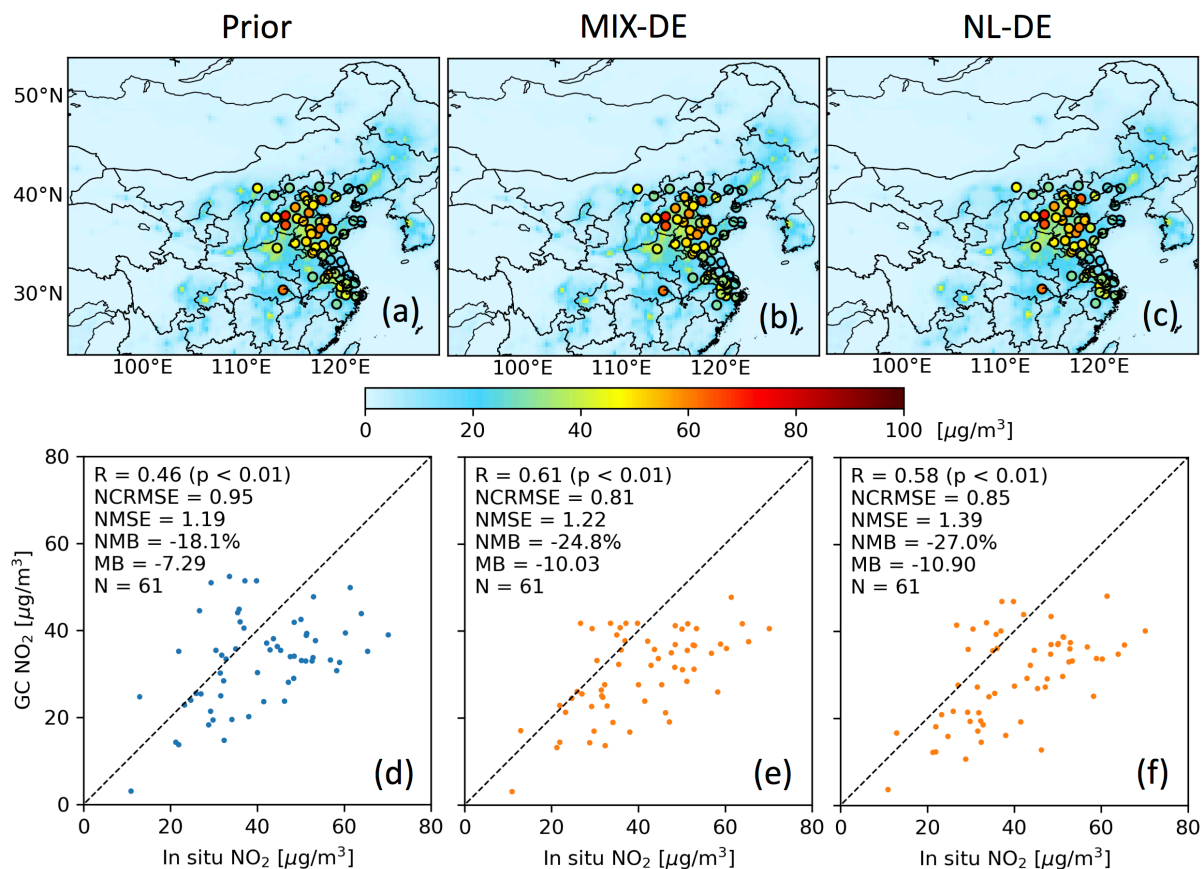 Prior
MIX-DE
NL-DE
50°N
40°N
30°N
(a)
(b)
(c)
100°E
110°E
120°E
100°E
110°E
120°E
100°E
110°E
120°E
0
20
40
60
80
100
[μg/m³]
80
60
40
20
0
GC NO₂ [μg/m³]
R = 0.46 (p < 0.01)
NCRMSE = 0.95
NMSE = 1.19
NMB = -18.1%
MB = -7.29
N = 61
(d)
0
20
40
60
80
In situ NO₂ [μg/m³]
R = 0.61 (p < 0.01)
NCRMSE = 0.81
NMSE = 1.22
NMB = -24.8%
MB = -10.03
N = 61
(e)
0
20
40
60
80
In situ NO₂ [μg/m³]
R = 0.58 (p < 0.01)
NCRMSE = 0.85
NMSE = 1.39
NMB = -27.0%
MB = -10.90
N = 61
(f)
0
20
40
60
80
In situ NO₂ [μg/m³]